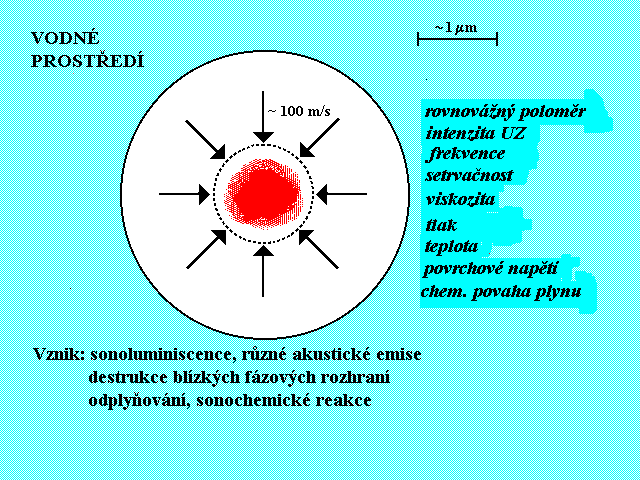 VODNÉ
PROSTŘEDÍ
~ 1 µm
~ 100 m/s
rovnovážný poloměr
intenzita UZ
frekvence
setrvačnost
viskozita
tlak
teplota
povrchové napětí
chem. povaha plynu
Vznik: sonoluminiscence, různé akustické emise
destrukce blízkých fázových rozhraní
odplyňování, sonochemické reakce